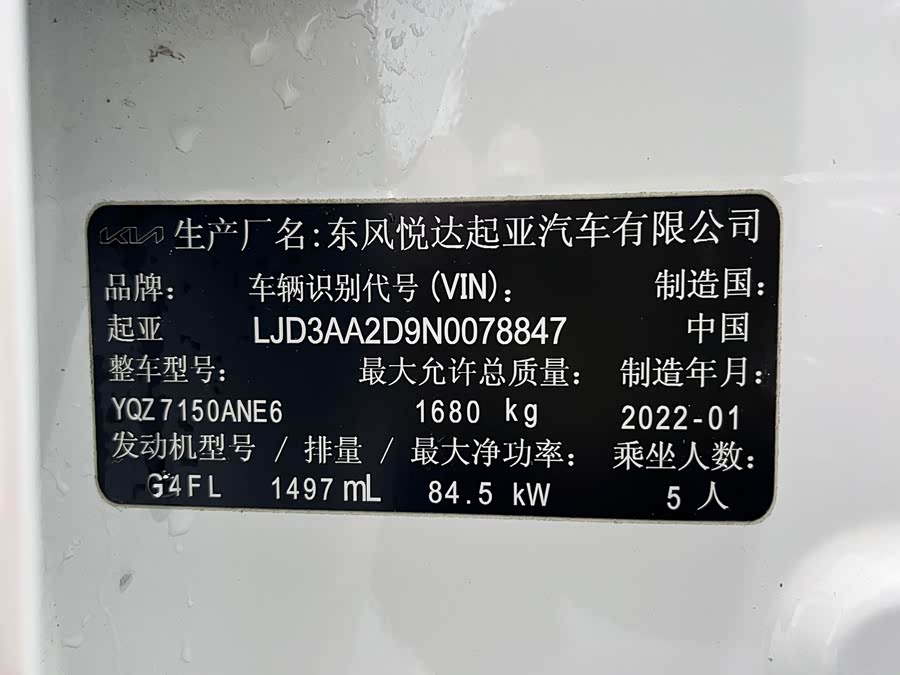 KIA 生产厂名:东风悦达起亚汽车有限公司
品牌: 车辆识别代号(VIN): 制造国:
起亚 LJD3AA2D9N0078847 中国
整车型号: 最大允许总质量: 制造年月:
YQZ7150ANE6 1680 kg 2022-01
发动机型号 / 排量 / 最大净功率: 乘坐人数:
G4FL 1497 mL 84.5 kW 5 人